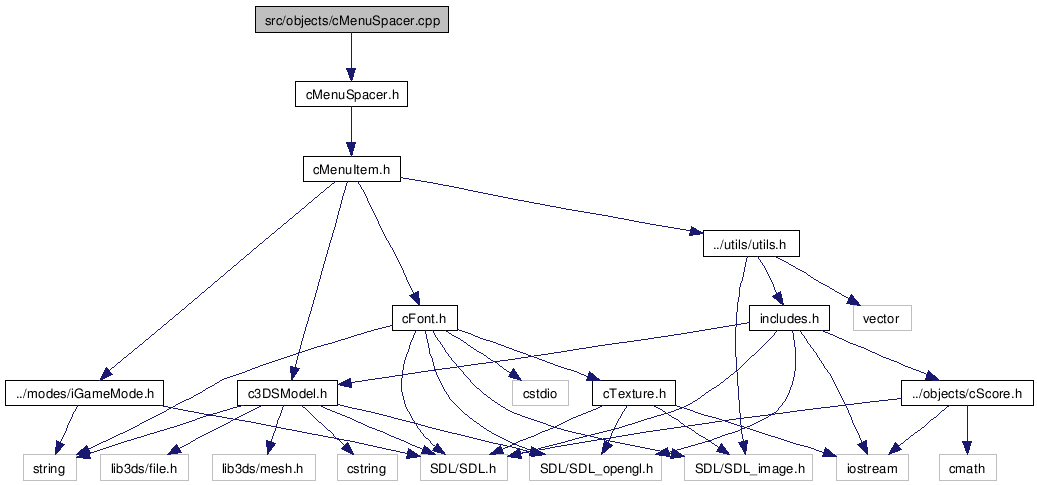 src/objects/cMenuSpacer.cpp
cMenuSpacer.h
cMenuItem.h
../utils/utils.h
cFont.h
includes.h
vector
../modes/iGameMode.h
c3DSModel.h
cstdio
cTexture.h
../objects/cScore.h
string
lib3ds/file.h
lib3ds/mesh.h
cstring
SDL/SDL.h
SDL/SDL_opengl.h
SDL/SDL_image.h
iostream
cmath